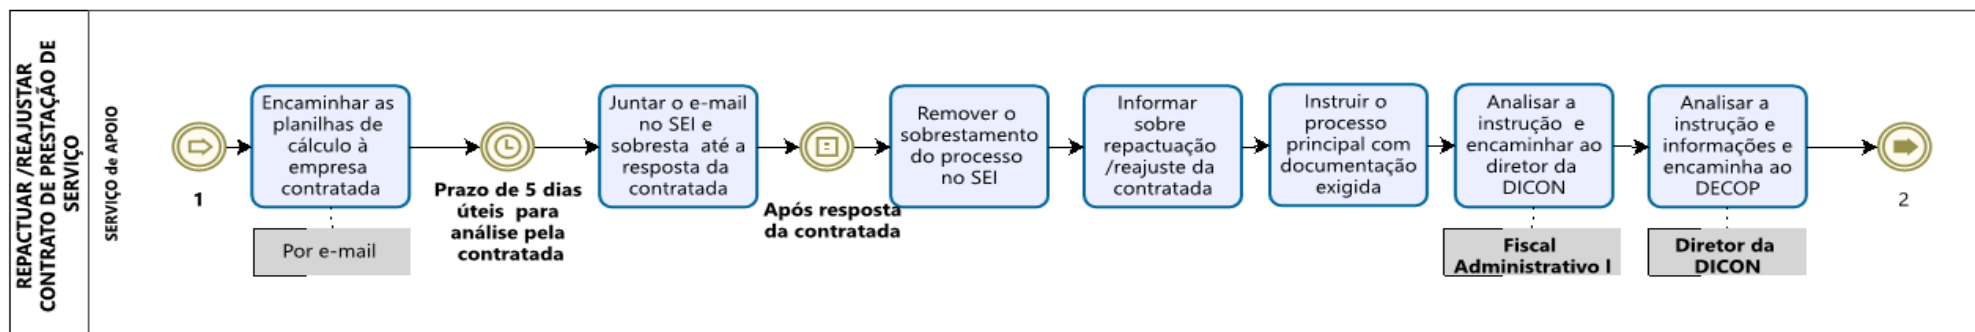 REPACTUAR /REAJUSTAR
CONTRATO DE PRESTAÇÃO DE
SERVIÇO
SERVIÇO de APOIO
1
Encaminhar as
planilhas de
cálculo à
empresa
contratada
Por e-mail
Prazo de 5 dias
úteis para
análise pela
contratada
Juntar o e-mail
no SEI e
sobresta até a
resposta da
contratada
Após resposta
da contratada
Remover o
sobrestamento
do processo
no SEI
Informar
sobre
repactuação
/reajuste da
contratada
Instruir o
processo
principal com
documentação
exigida
Analisar a
instrução e
encaminhar ao
diretor da
DICON
Fiscal
Administrativo I
Analisar a
instrução e
informações e
encaminha ao
DECOP
Diretor da
DICON
2